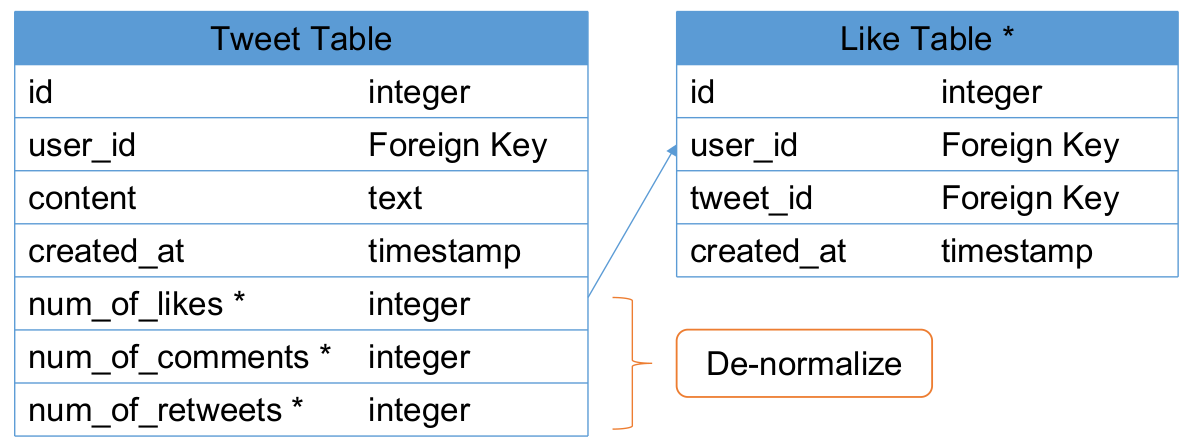 Tweet Table
id integer
user_id Foreign Key
content text
created_at timestamp
num_of_likes * integer
num_of_comments * integer
num_of_retweets * integer
Like Table *
id integer
user_id Foreign Key
tweet_id Foreign Key
created_at timestamp
De-normalize